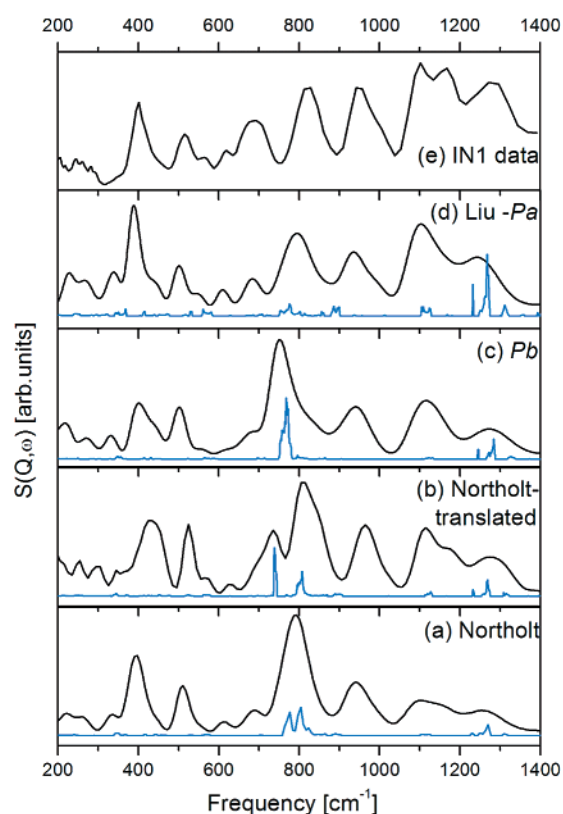 200 400 600 800 1000 1200 1400
(e) IN1 data
(d) Liu -Pa
(c) Pb
(b) Northolt-
translated
(a) Northolt
S(Q,ω) [arb.units]
200 400 600 800 1000 1200 1400
Frequency [cm-1]